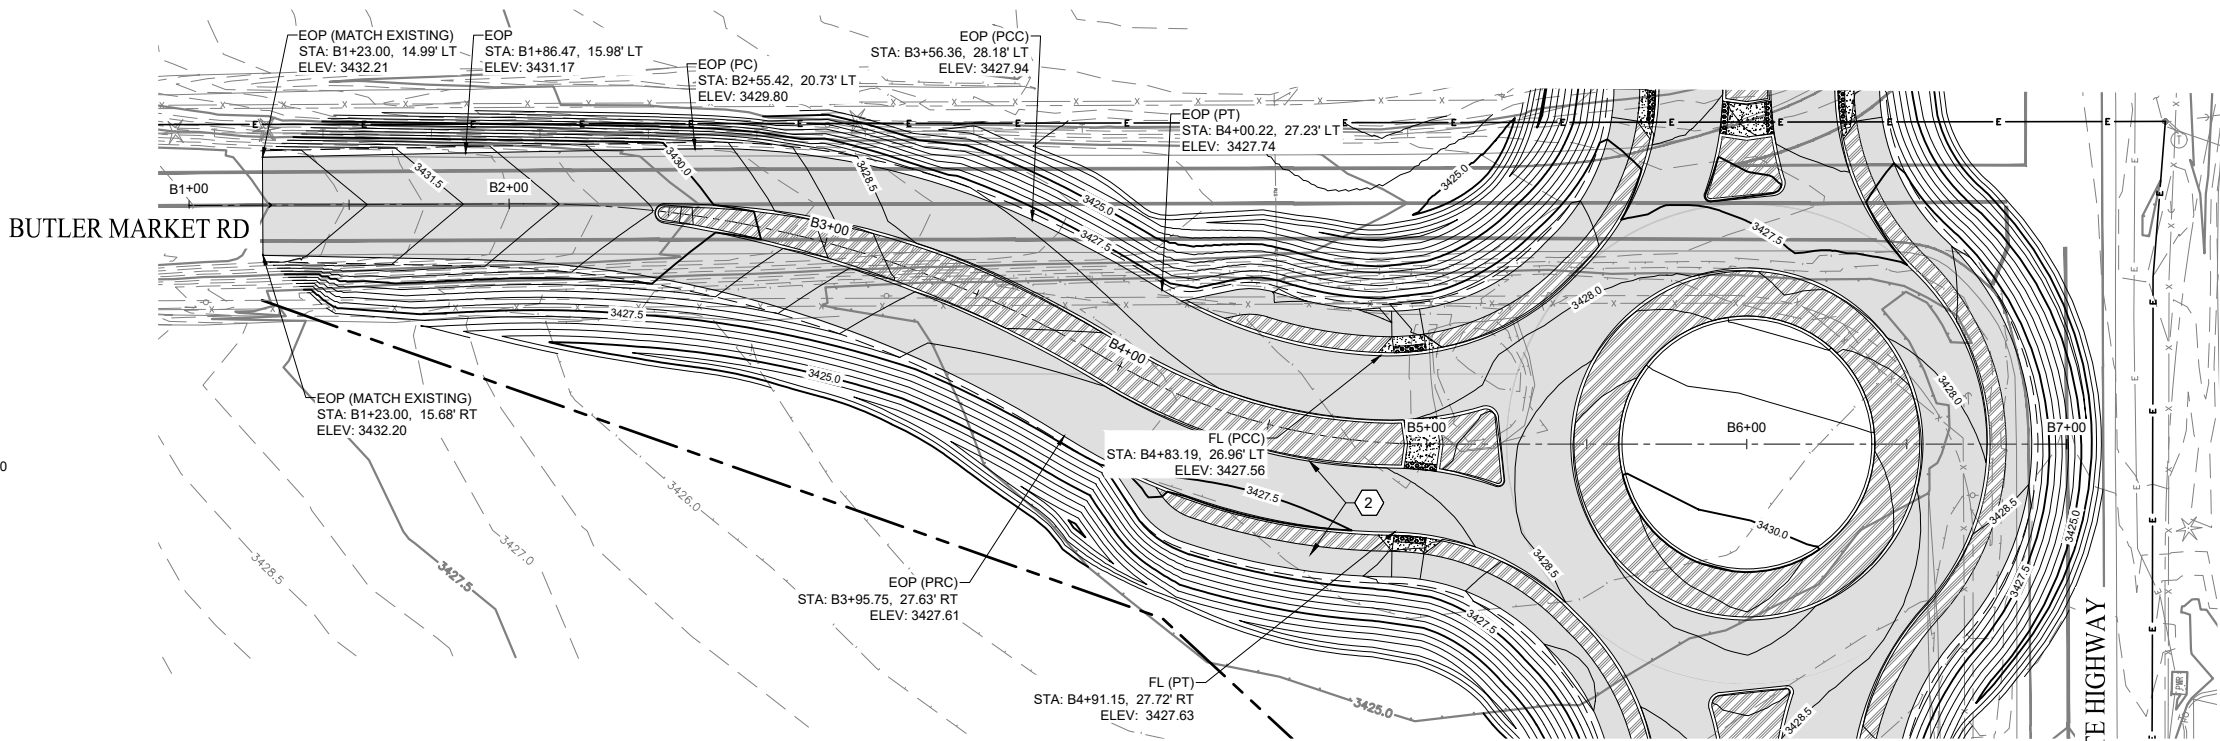 EOP (MATCH EXISTING)
STA: B1+23.00, 14.99' LT
ELEV: 3432.21
EOP
STA: B1+86.47, 15.98' LT
ELEV: 3431.17
EOP (PC)
STA: B2+55.42, 20.73' LT
ELEV: 3429.80
EOP (PCC)
STA: B3+56.36, 28.18' LT
ELEV: 3427.94
EOP (PT)
STA: B4+00.22, 27.23' LT
ELEV: 3427.74
B1+00
B2+00
3431.5
3430.0
3428.5
3425.0
3427.5
3425.0
3427.5
BUTLER MARKET RD
B3+00
3427.5
3428.0
B4+00
3425.0
3428.0
EOP (MATCH EXISTING)
STA: B1+23.00, 15.68' RT
ELEV: 3432.20
FL (PCC)
STA: B4+83.19, 26.96' LT
ELEV: 3427.56
B5+00
B6+00
B7+00
0
3426.0
3427.5
2
3430.0
3428.5
3425.0
3427.0
3428.5
3427.5
3428.5
3427.5
EOP (PRC)
STA: B3+95.75, 27.63' RT
ELEV: 3427.61
3427.5
FL (PT)
STA: B4+91.15, 27.72' RT
ELEV: 3427.63
3425.0
3428.5
TE HIGHWAY
PWR
E E E E E E E E E E E E E E E E E